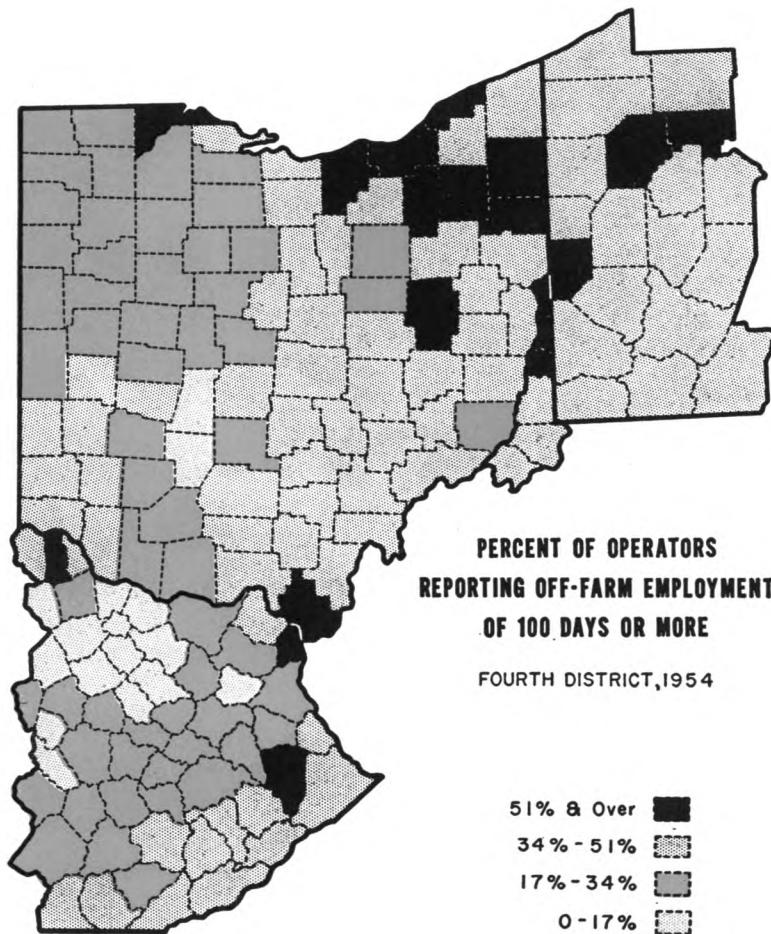 PERCENT OF OPERATORS
REPORTING OFF-FARM EMPLOYMENT
OF 100 DAYS OR MORE
FOURTH DISTRICT, 1954
51% & Over
34%-51%
17%-34%
0-17%